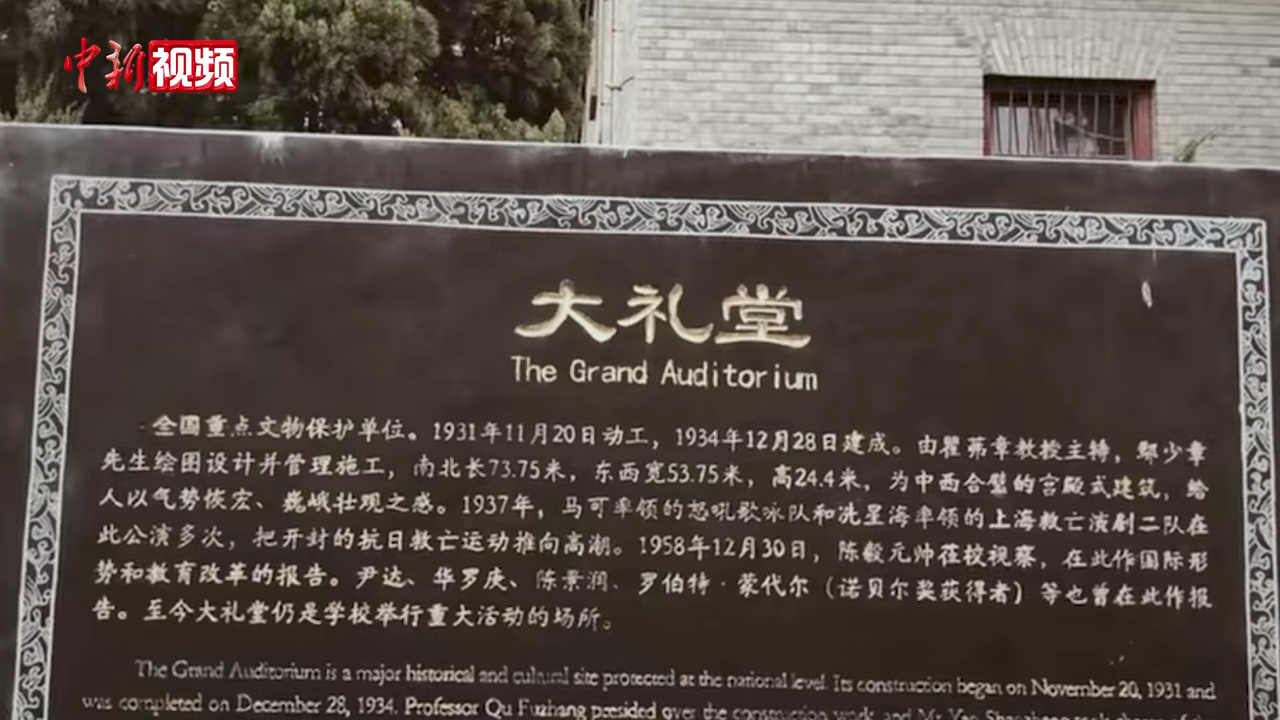 中新视频
大礼堂
The Grand Auditorium
全国重点文物保护单位。1931年11月20日动工，1934年12月28日建成。由瞿茀章教授主持，鄢少章
先生绘图设计并管理施工，南北长73.75米，东西宽53.75米，高24.4米，为中西合璧的宫殿式建筑，给
人以气势恢宏、巍峨壮观之感。1937年，马可率领的怒吼歌咏队和冼星海率领的上海救亡演剧二队在
此公演多次，把开封的抗日救亡运动推向高潮。1958年12月30日，陈毅元帅莅校视察，在此作国际形
势和教育改革的报告。尹达、华罗庚、陈景润、罗伯特·蒙代尔（诺贝尔奖获得者）等也曾在此作报
告。至今大礼堂仍是学校举行重大活动的场所。
The Grand Auditorium is a major historical and cultural site protected at the national level. Its construction began on November 20, 1931 and
was completed on December 28, 1934. Professor Qu Fuzhang presided over the construction work, and Mr. Yan